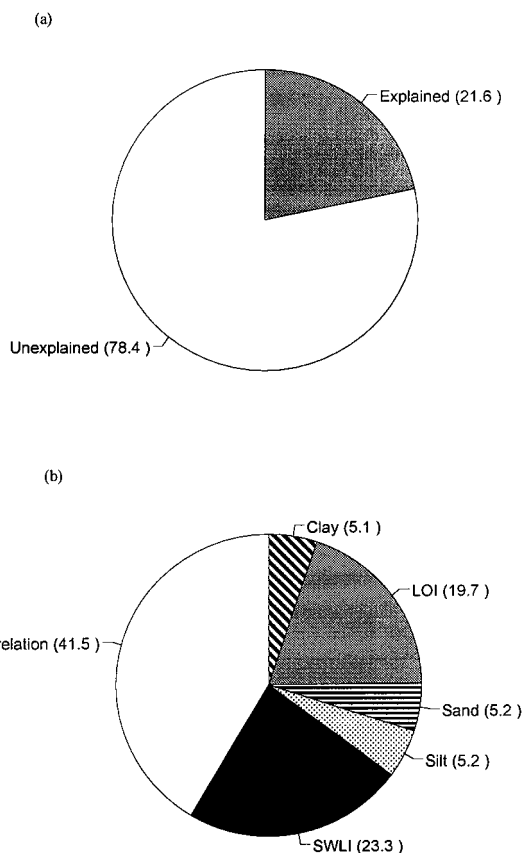 (a)
Explained (21.6 )
Unexplained (78.4 )
(b)
Clay (5.1 )
LOI (19.7 )
relation (41.5 )
Sand (5.2 )
Silt (5.2 )
SWLI (23.3 )